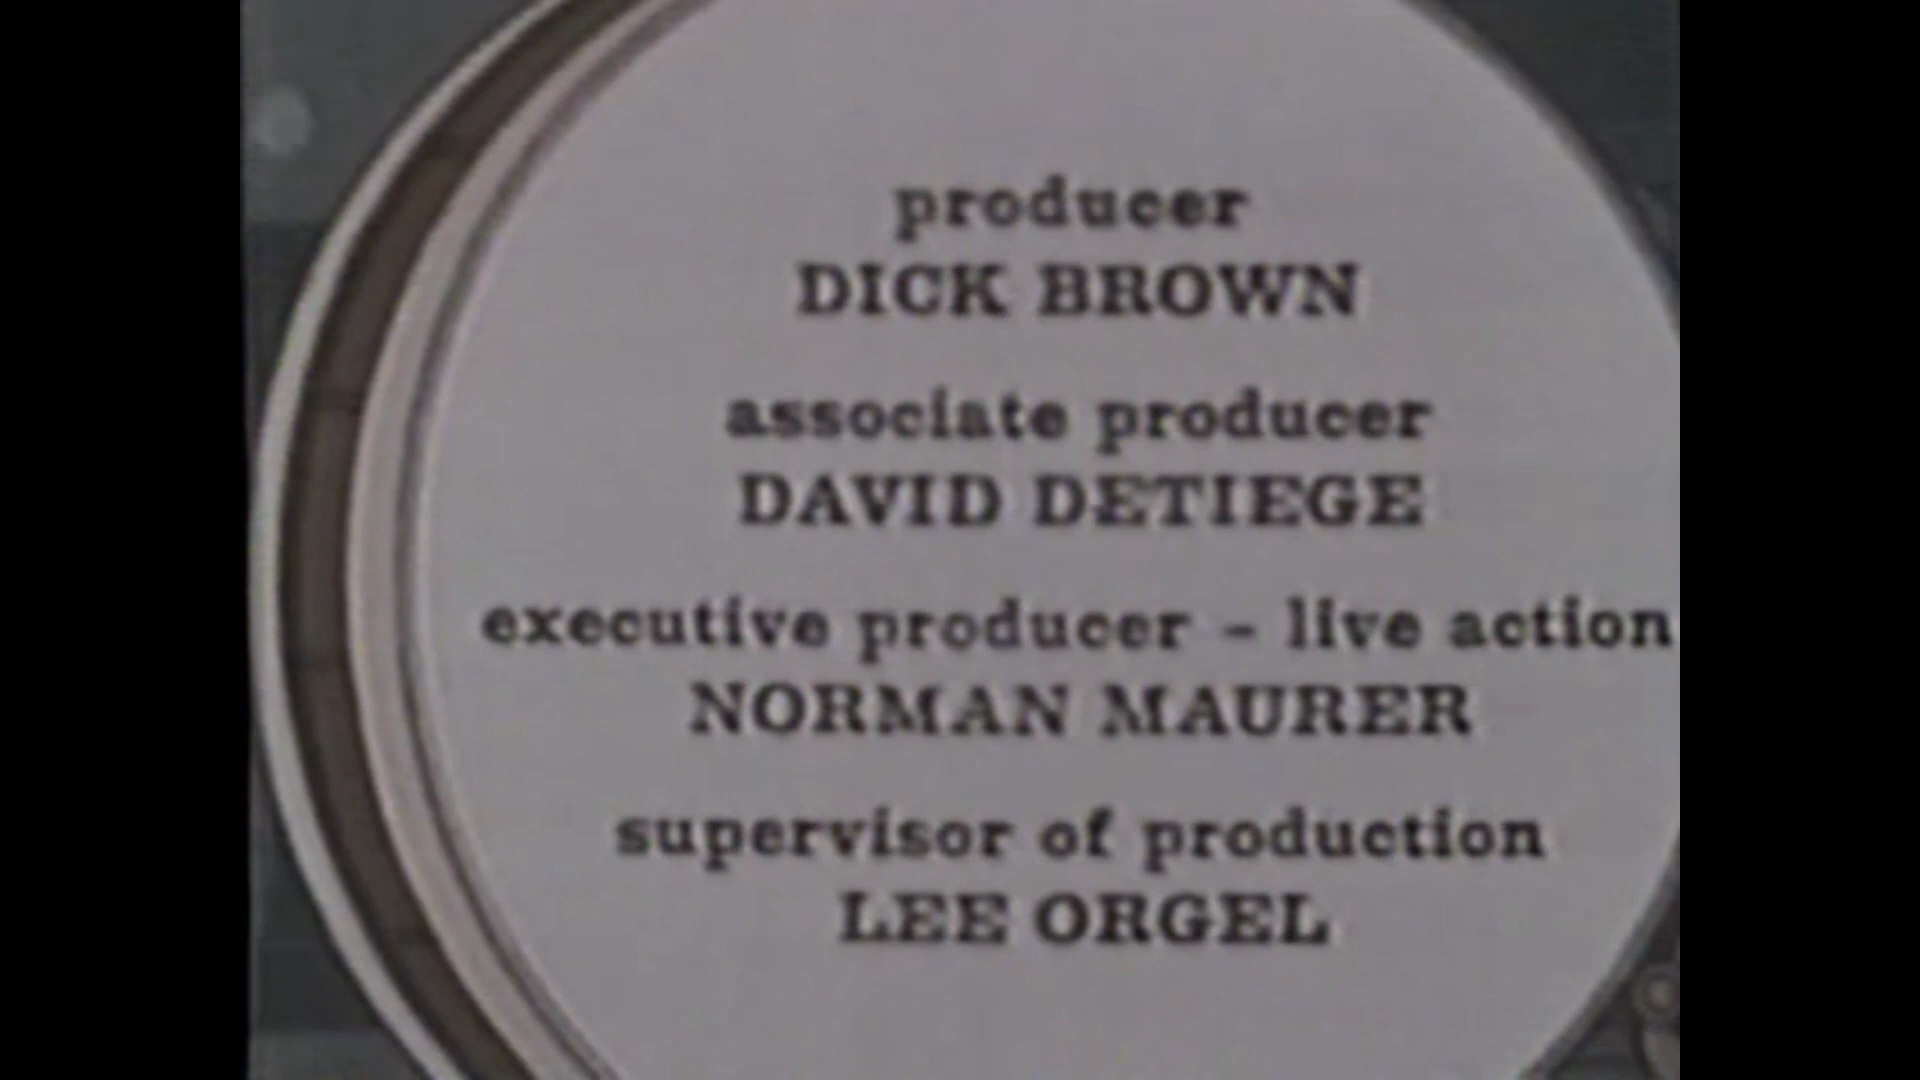 producer
DICK BROWN
associate producer
DAVID DETIEGE
executive producer - live action
NORMAN MAURER
supervisor of production
LEE ORGEL